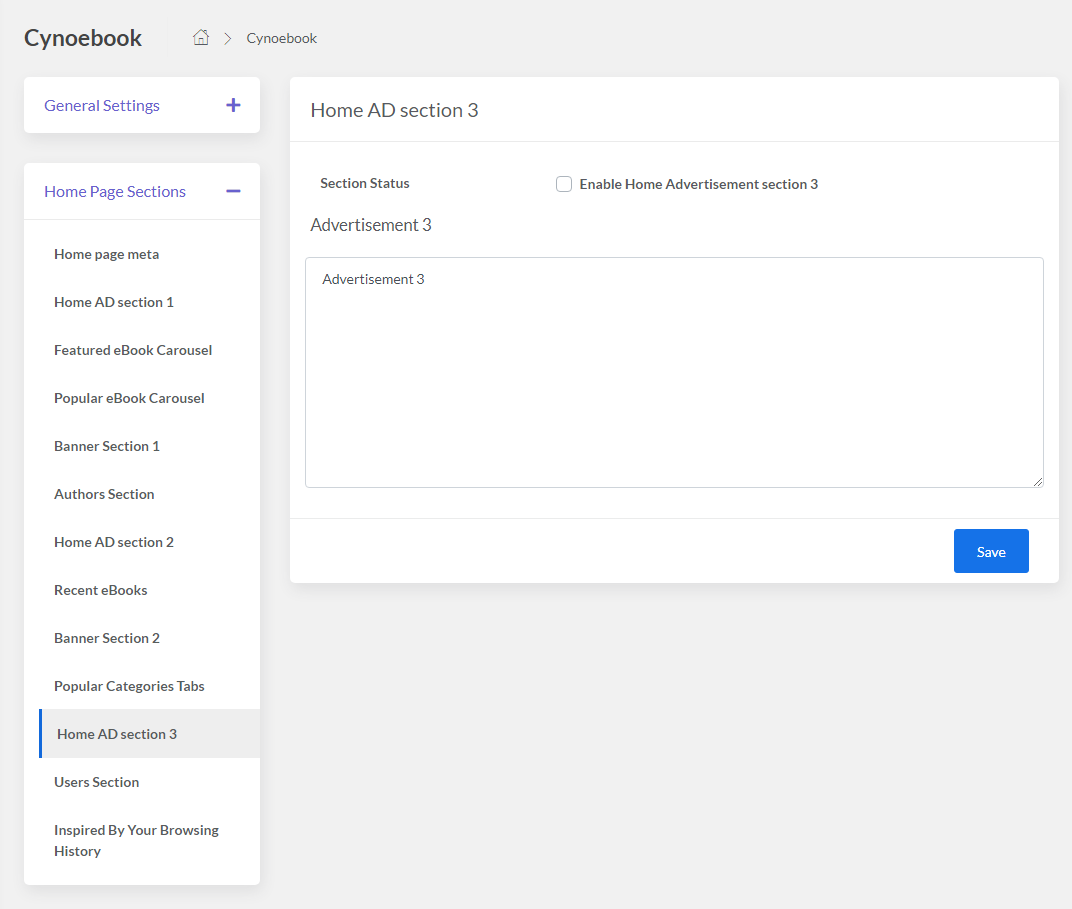 Cynoebook
Cynoebook
General Settings
Home Page Sections
Home page meta
Home AD section 1
Featured eBook Carousel
Popular eBook Carousel
Banner Section 1
Authors Section
Home AD section 2
Recent eBooks
Banner Section 2
Popular Categories Tabs
Home AD section 3
Users Section
Inspired By Your Browsing
History
Home AD section 3
Section Status
Enable Home Advertisement section 3
Advertisement 3
Advertisement 3
Save